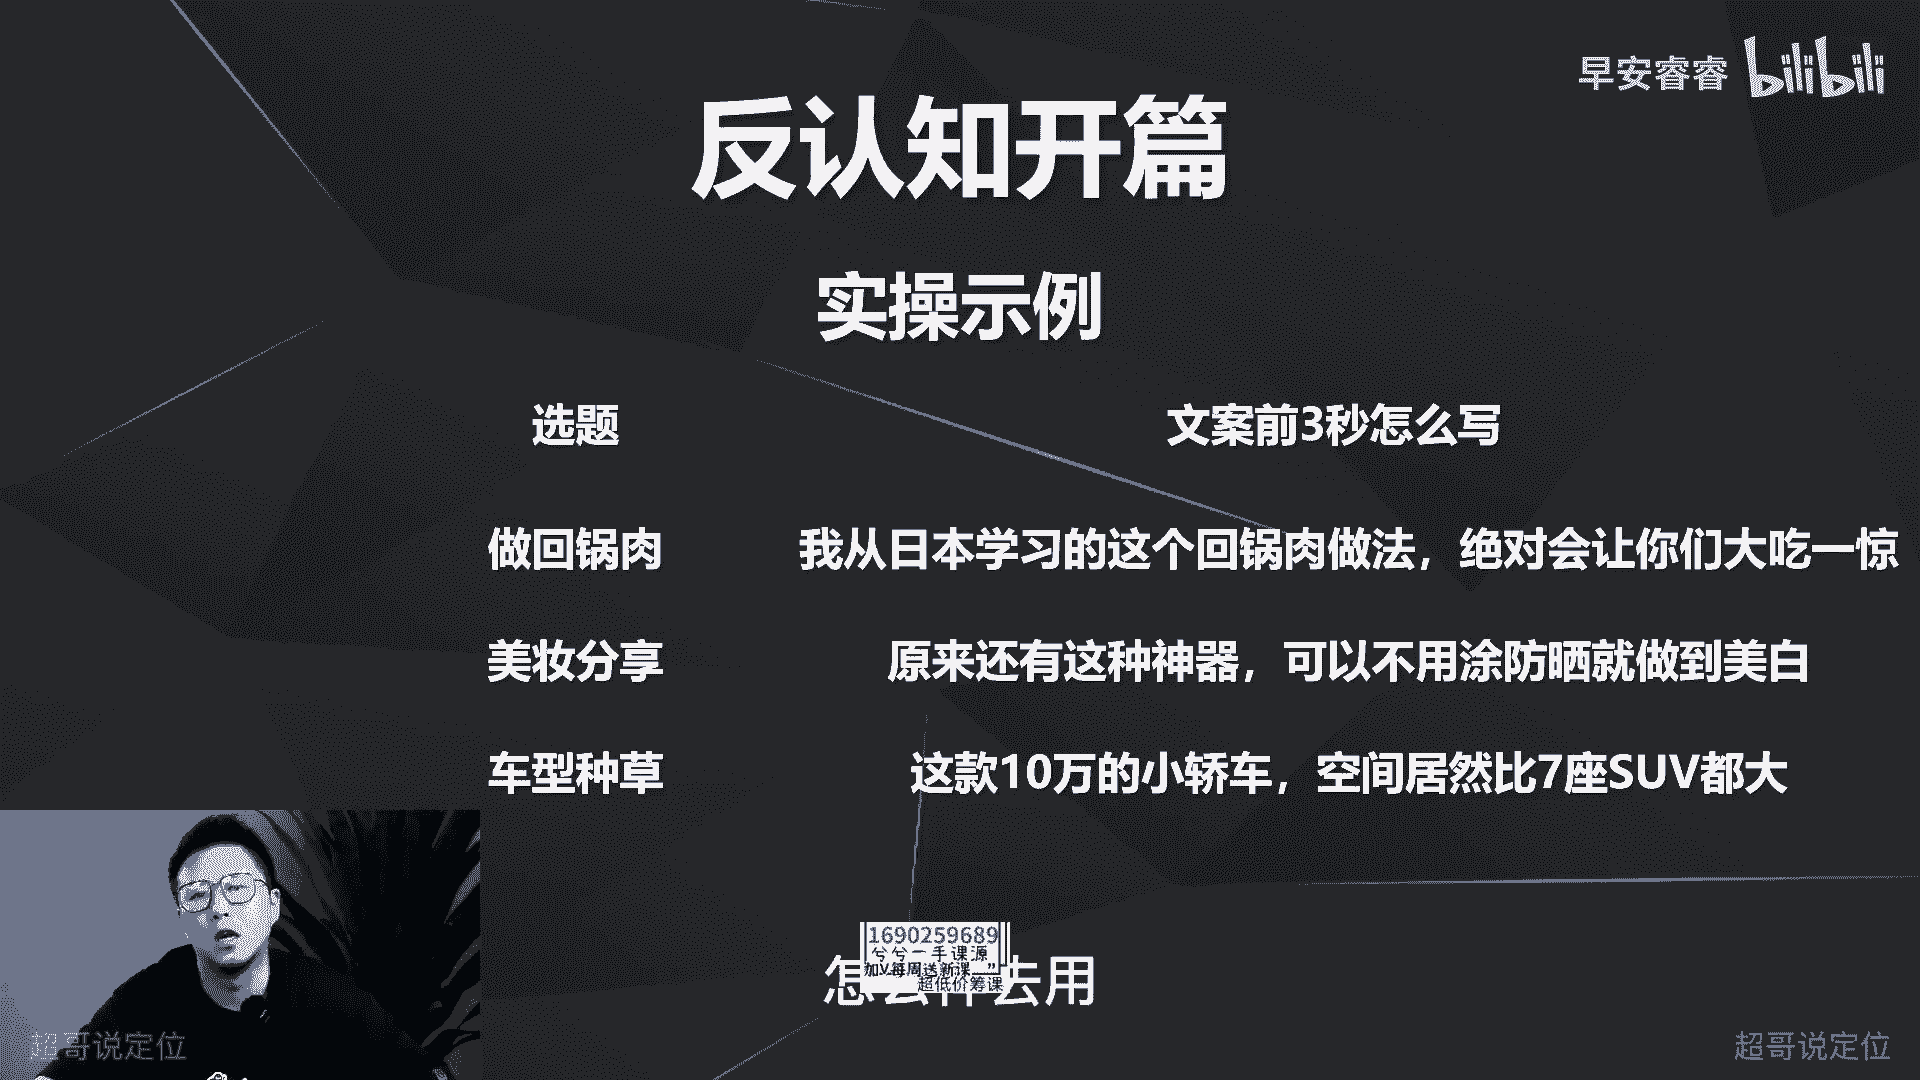 早安睿睿 bilibili
反认知开篇
实操示例
选题 文案前3秒怎么写
做回锅肉 我从日本学习的这个回锅肉做法，绝对会让你们大吃一惊
美妆分享 原来还有这种神器，可以不用涂防晒就做到美白
车型种草 这款10万的小轿车，空间居然比7座SUV都大
1690259689
兮兮一手课源
加V每周送新课
超低价筹课
怎么样去用
超哥说定位
超哥说定位